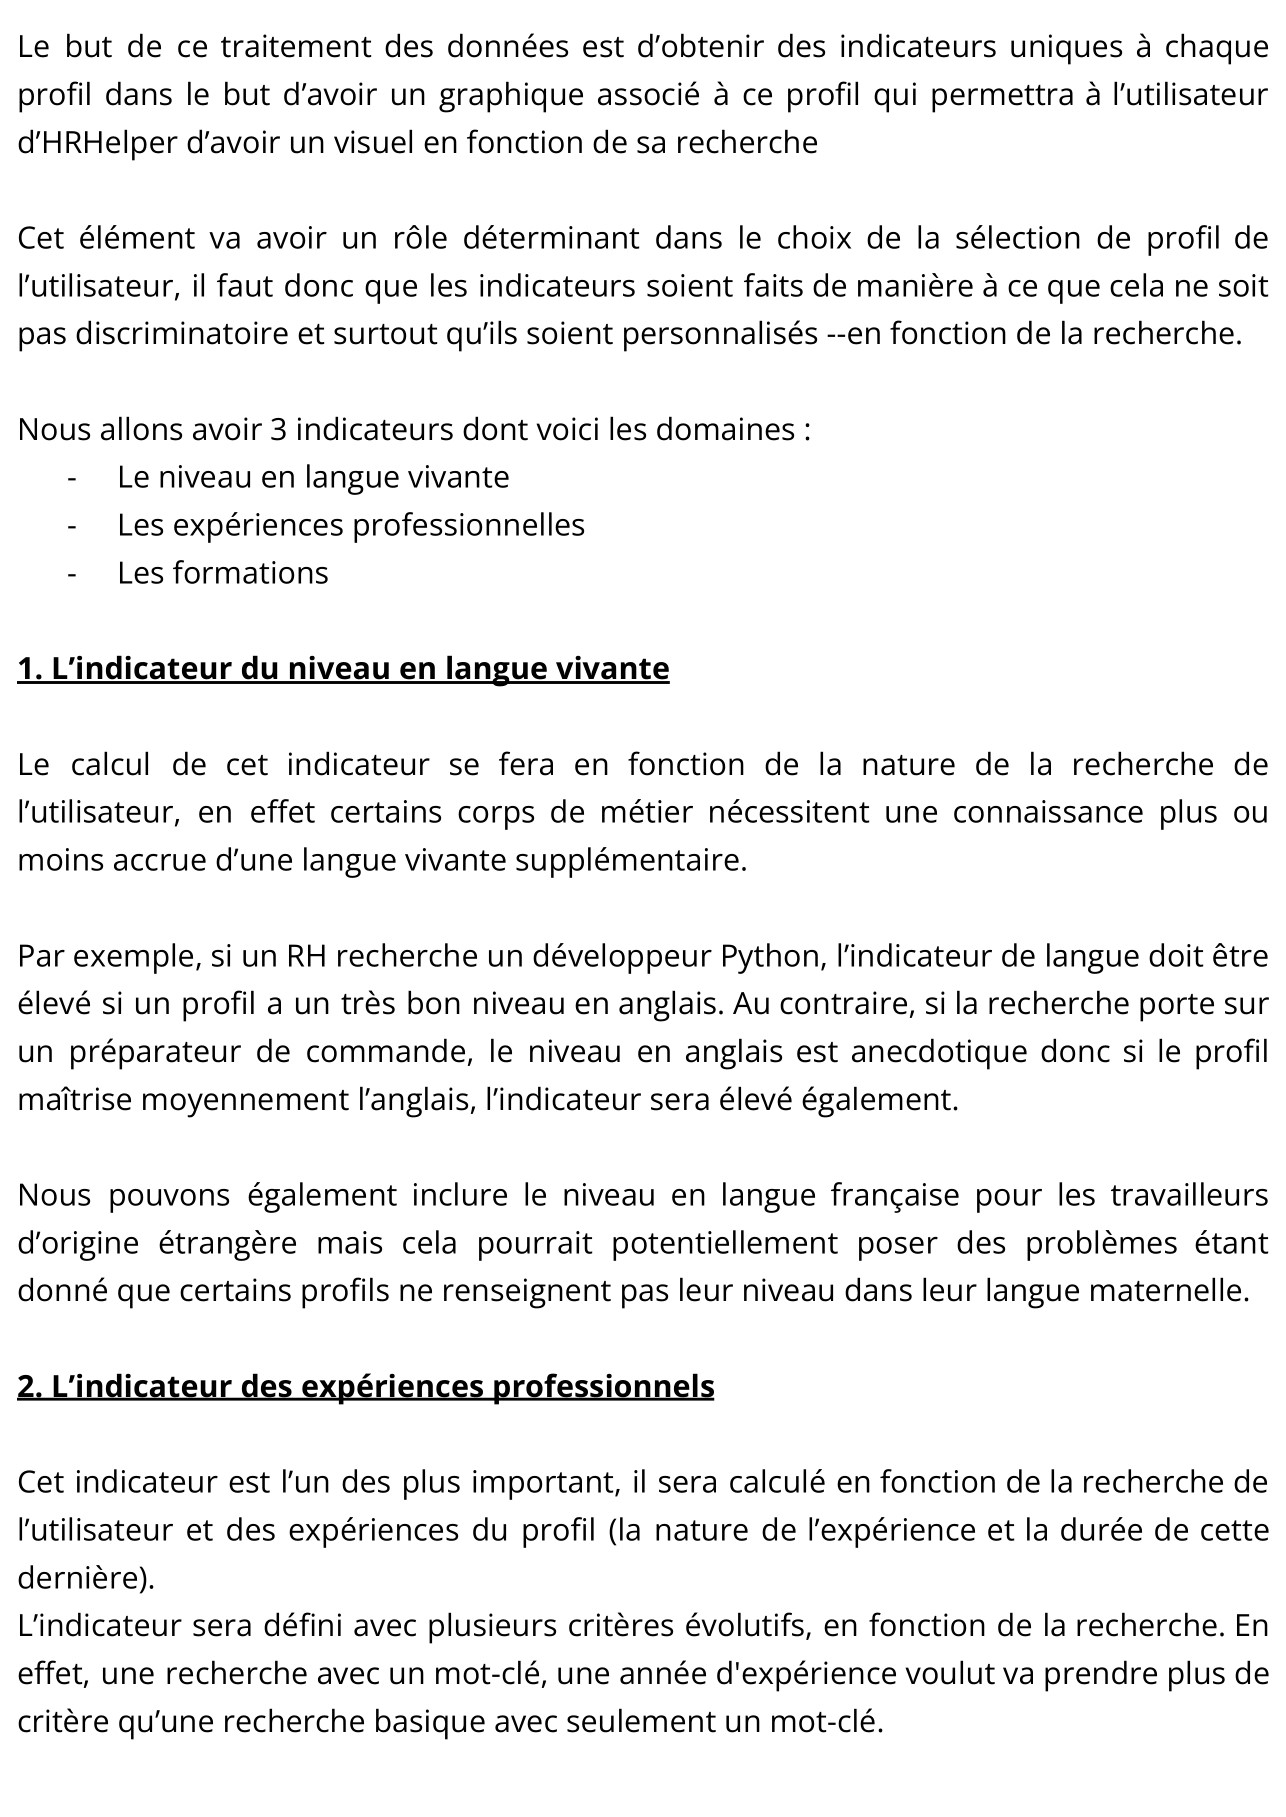 Le but de ce traitement des données est d’obtenir des indicateurs uniques à chaque
profil dans le but d’avoir un graphique associé à ce profil qui permettra à l’utilisateur
d’HRHelper d’avoir un visuel en fonction de sa recherche
Cet élément va avoir un rôle déterminant dans le choix de la sélection de profil de
l’utilisateur, il faut donc que les indicateurs soient faits de manière à ce que cela ne soit
pas discriminatoire et surtout qu’ils soient personnalisés --en fonction de la recherche.
Nous allons avoir 3 indicateurs dont voici les domaines :
- Le niveau en langue vivante
- Les expériences professionnelles
- Les formations
1. L’indicateur du niveau en langue vivante
Le calcul de cet indicateur se fera en fonction de la nature de la recherche de
l’utilisateur, en effet certains corps de métier nécessitent une connaissance plus ou
moins accrue d’une langue vivante supplémentaire.
Par exemple, si un RH recherche un développeur Python, l’indicateur de langue doit être
élevé si un profil a un très bon niveau en anglais. Au contraire, si la recherche porte sur
un préparateur de commande, le niveau en anglais est anecdotique donc si le profil
maîtrise moyennement l’anglais, l’indicateur sera élevé également.
Nous pouvons également inclure le niveau en langue française pour les travailleurs
d’origine étrangère mais cela pourrait potentiellement poser des problèmes étant
donné que certains profils ne renseignent pas leur niveau dans leur langue maternelle.
2. L’indicateur des expériences professionnels
Cet indicateur est l’un des plus important, il sera calculé en fonction de la recherche de
l’utilisateur et des expériences du profil (la nature de l’expérience et la durée de cette
dernière).
L’indicateur sera défini avec plusieurs critères évolutifs, en fonction de la recherche. En
effet, une recherche avec un mot-clé, une année d'expérience voulut va prendre plus de
critère qu’une recherche basique avec seulement un mot-clé.